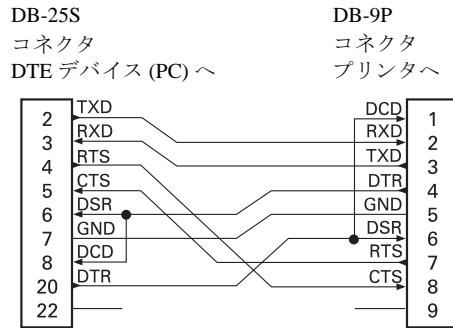 DB-25S
コネクタ
DTE デバイス (PC) へ
DB-9P
コネクタ
プリンタへ
2 TXD
3 RXD
4 RTS
5 CTS
6 DSR
7 GND
8 DCD
20 DTR
22
DCD 1
RXD 2
TXD 3
DTR 4
GND 5
DSR 6
RTS 7
CTS 8
9